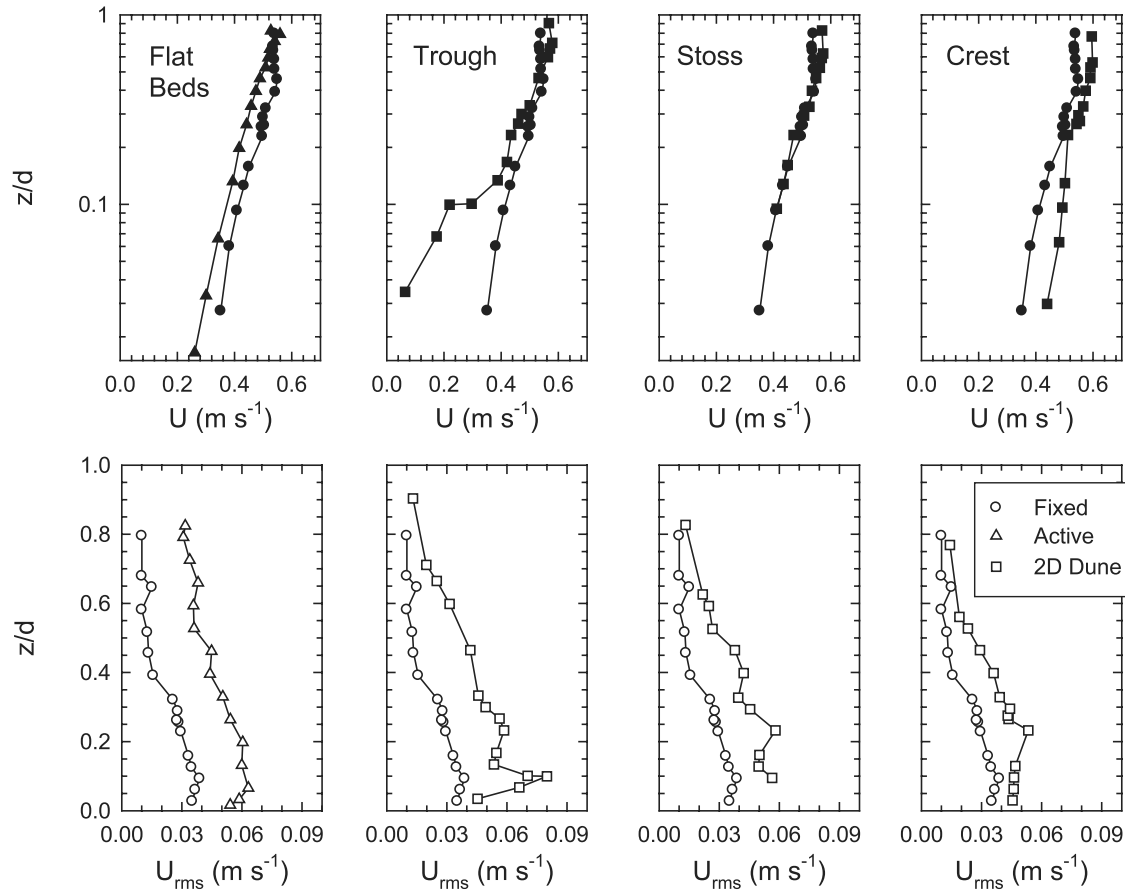 Flat
Beds
Trough
Stoss
Crest
z/d
1
0.1
0.0 0.2 0.4 0.6
0.0 0.2 0.4 0.6
0.0 0.2 0.4 0.6
0.0 0.2 0.4 0.6
U (m s⁻¹)
U (m s⁻¹)
U (m s⁻¹)
U (m s⁻¹)
z/d
1.0
0.8
0.6
0.4
0.2
0.0
Fixed
Active
2D Dune
0.00 0.03 0.06 0.09
0.00 0.03 0.06 0.09
0.00 0.03 0.06 0.09
0.00 0.03 0.06 0.09
Urms (m s⁻¹)
Urms (m s⁻¹)
Urms (m s⁻¹)
Urms (m s⁻¹)